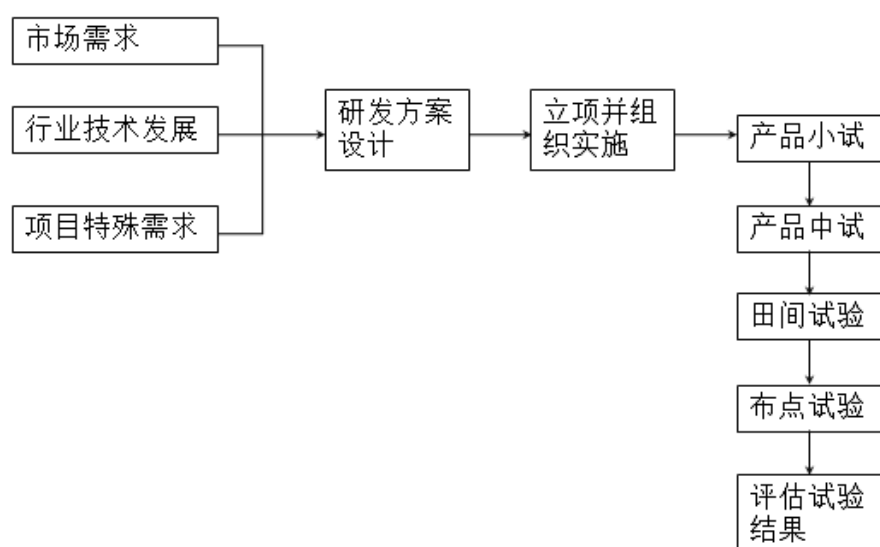 市场需求
行业技术发展
项目特殊需求
研发方案
设计
立项并组
织实施
产品小试
产品中试
田间试验
布点试验
评估试验
结果